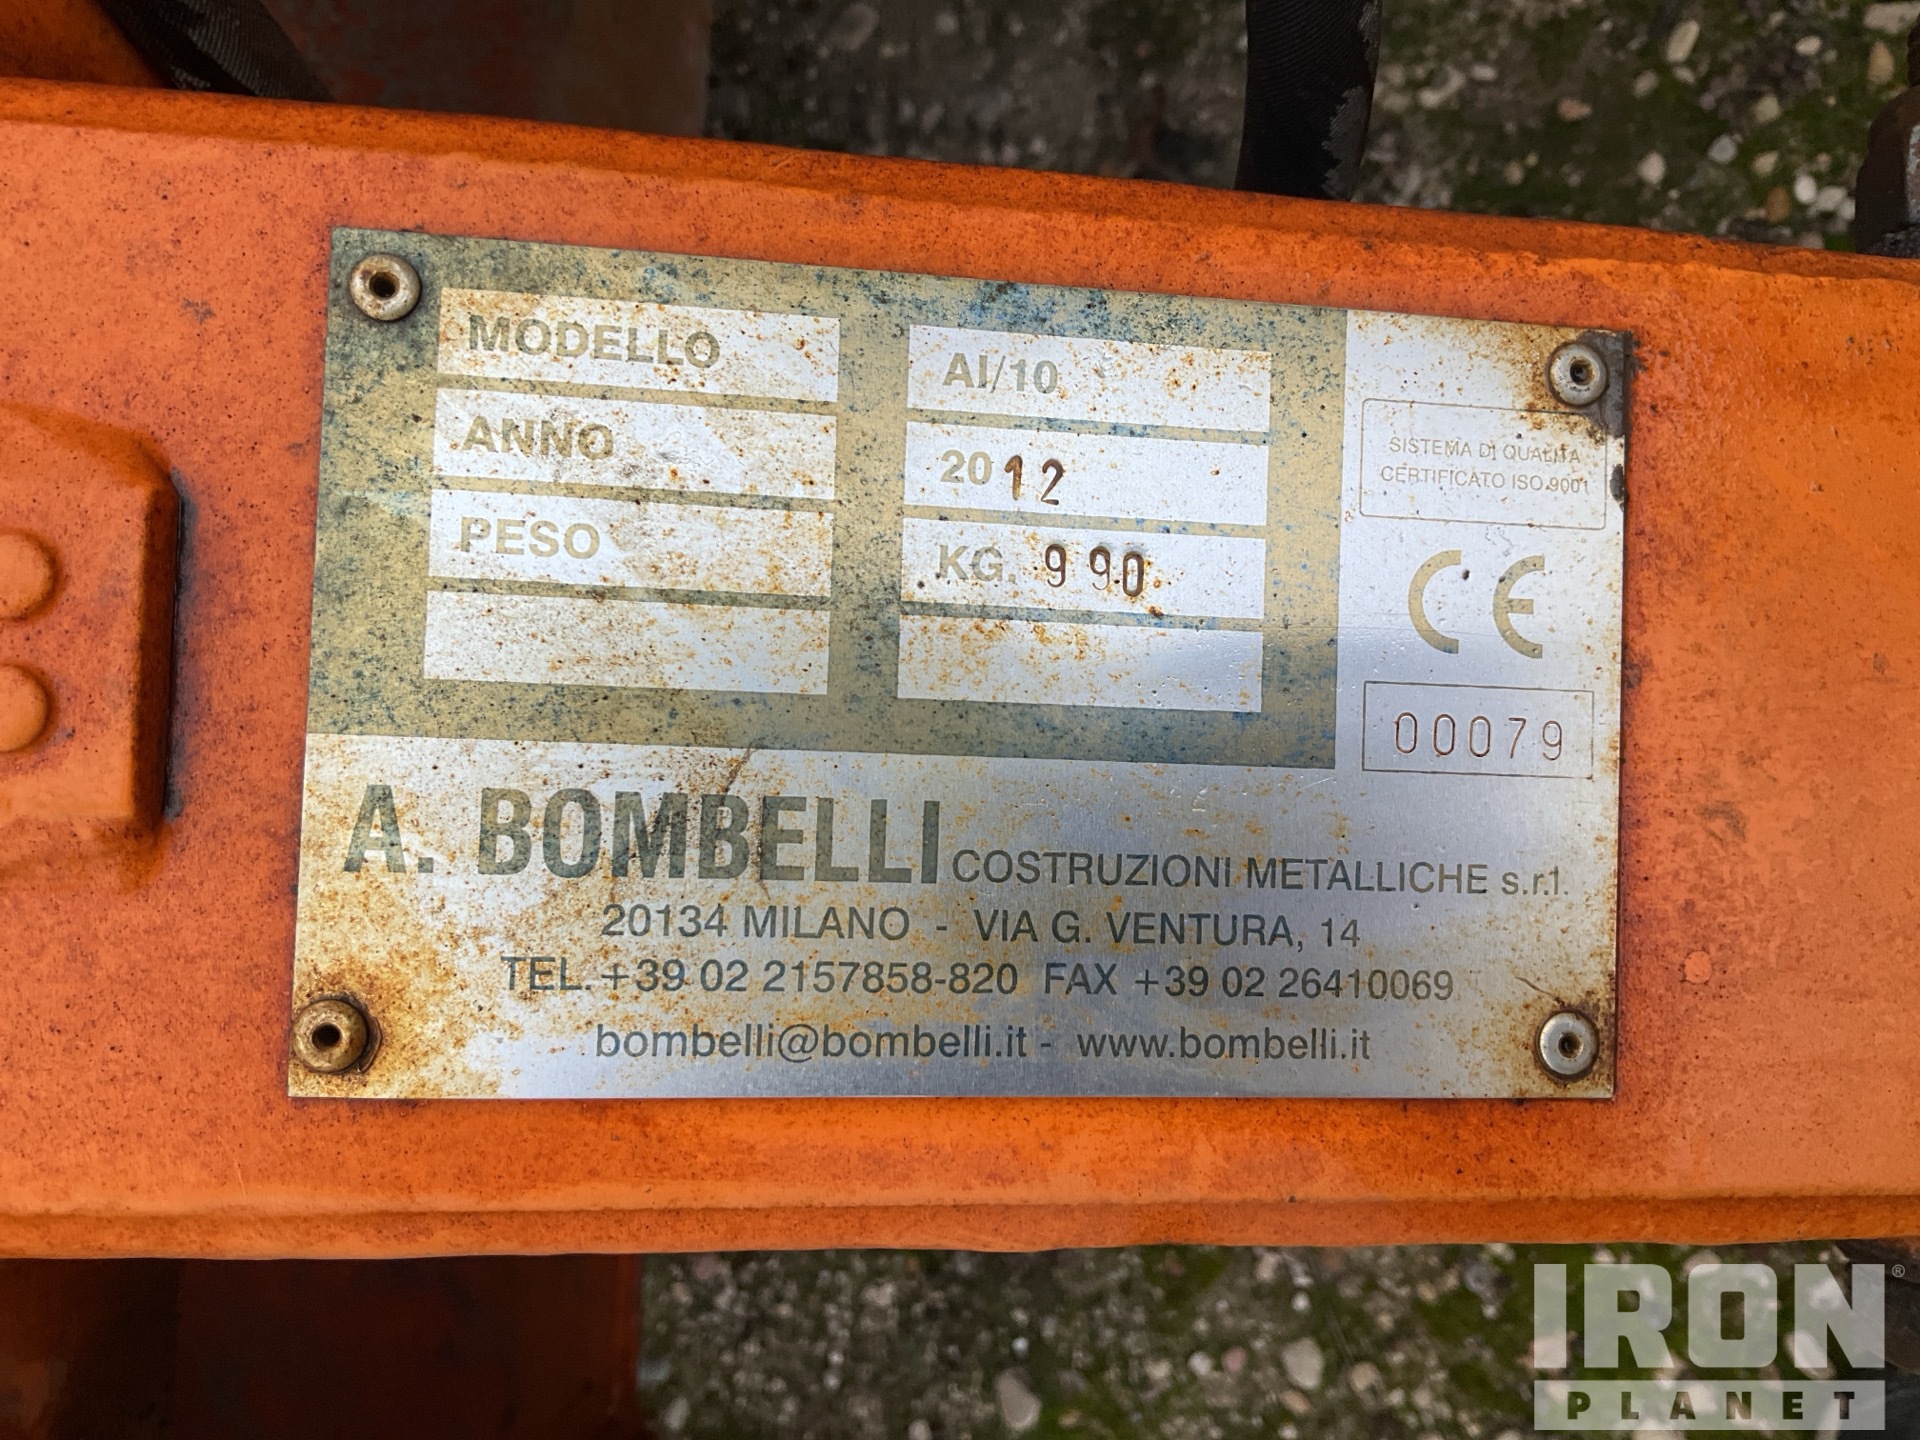 MODELLO AI/10
ANNO 2012
PESO KG. 990
SISTEMA DI QUALITA
CERTIFICATO ISO 9001
CE
00079
A. BOMBELLI COSTRUZIONI METALLICHE s.r.l.
20134 MILANO - VIA G. VENTURA, 14
TEL. +39 02 2157858-820 FAX +39 02 26410069
bombelli@bombelli.it - www.bombelli.it
IRON®
PLANET